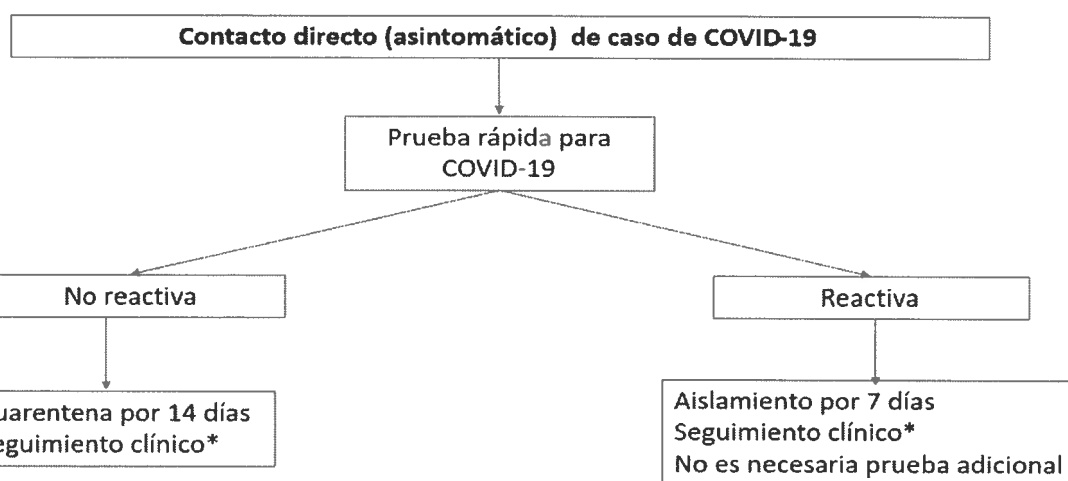 Contacto directo (asintomático) de caso de COVID-19
Prueba rápida para
COVID-19
No reactiva
Reactiva
uarentena por 14 días
eguimiento clínico*
Aislamiento por 7 días
Seguimiento clínico*
No es necesaria prueba adicional